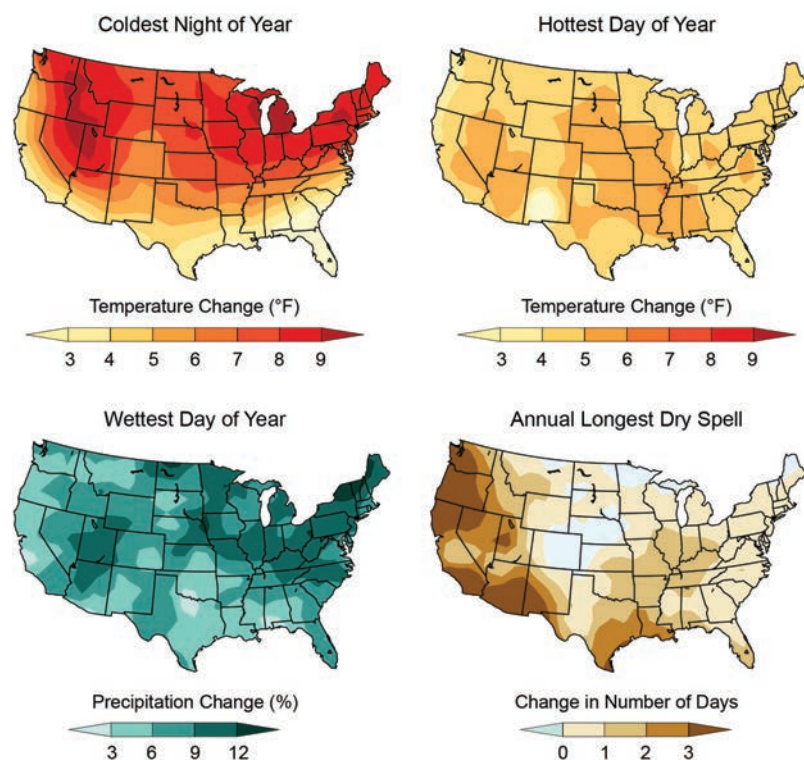 Coldest Night of Year
Hottest Day of Year
Temperature Change (°F)
3 4 5 6 7 8 9
Temperature Change (°F)
3 4 5 6 7 8 9
Wettest Day of Year
Annual Longest Dry Spell
Precipitation Change (%)
3 6 9 12
Change in Number of Days
0 1 2 3